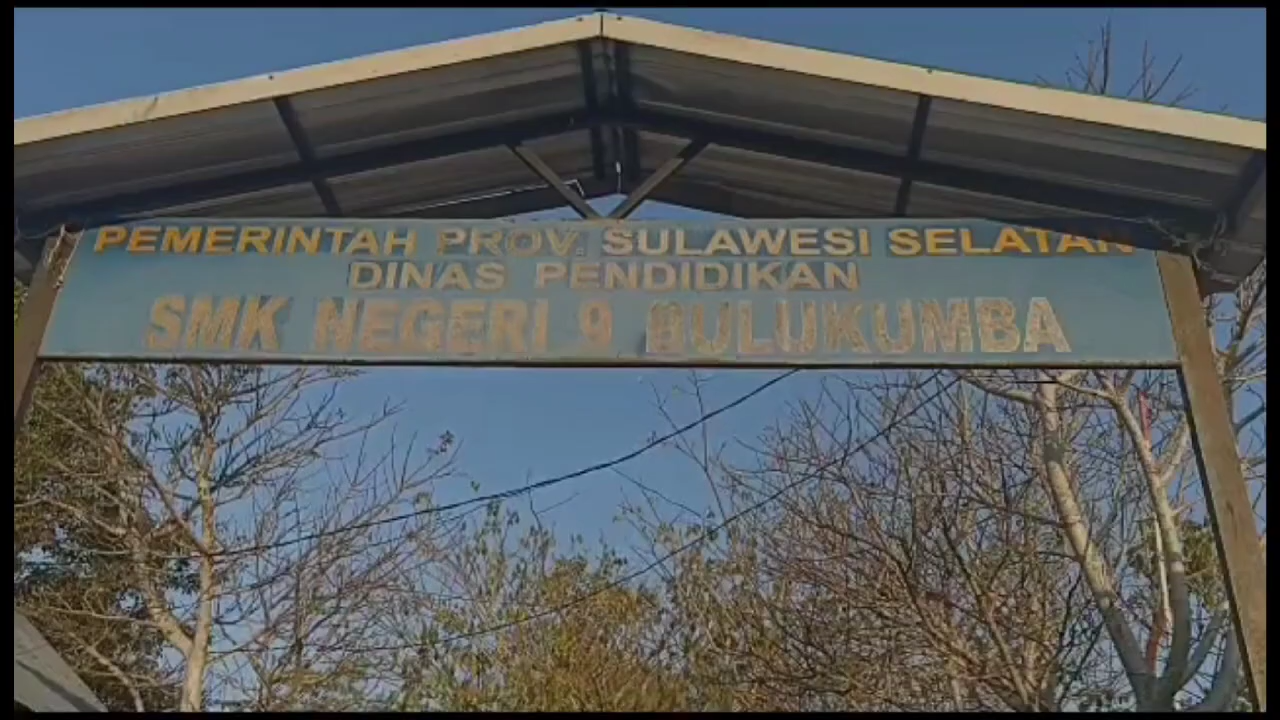 PEMERINTAH PROV. SULAWESI SELATAN
DINAS PENDIDIKAN
SMK NEGERI 9 BULUKUMBA